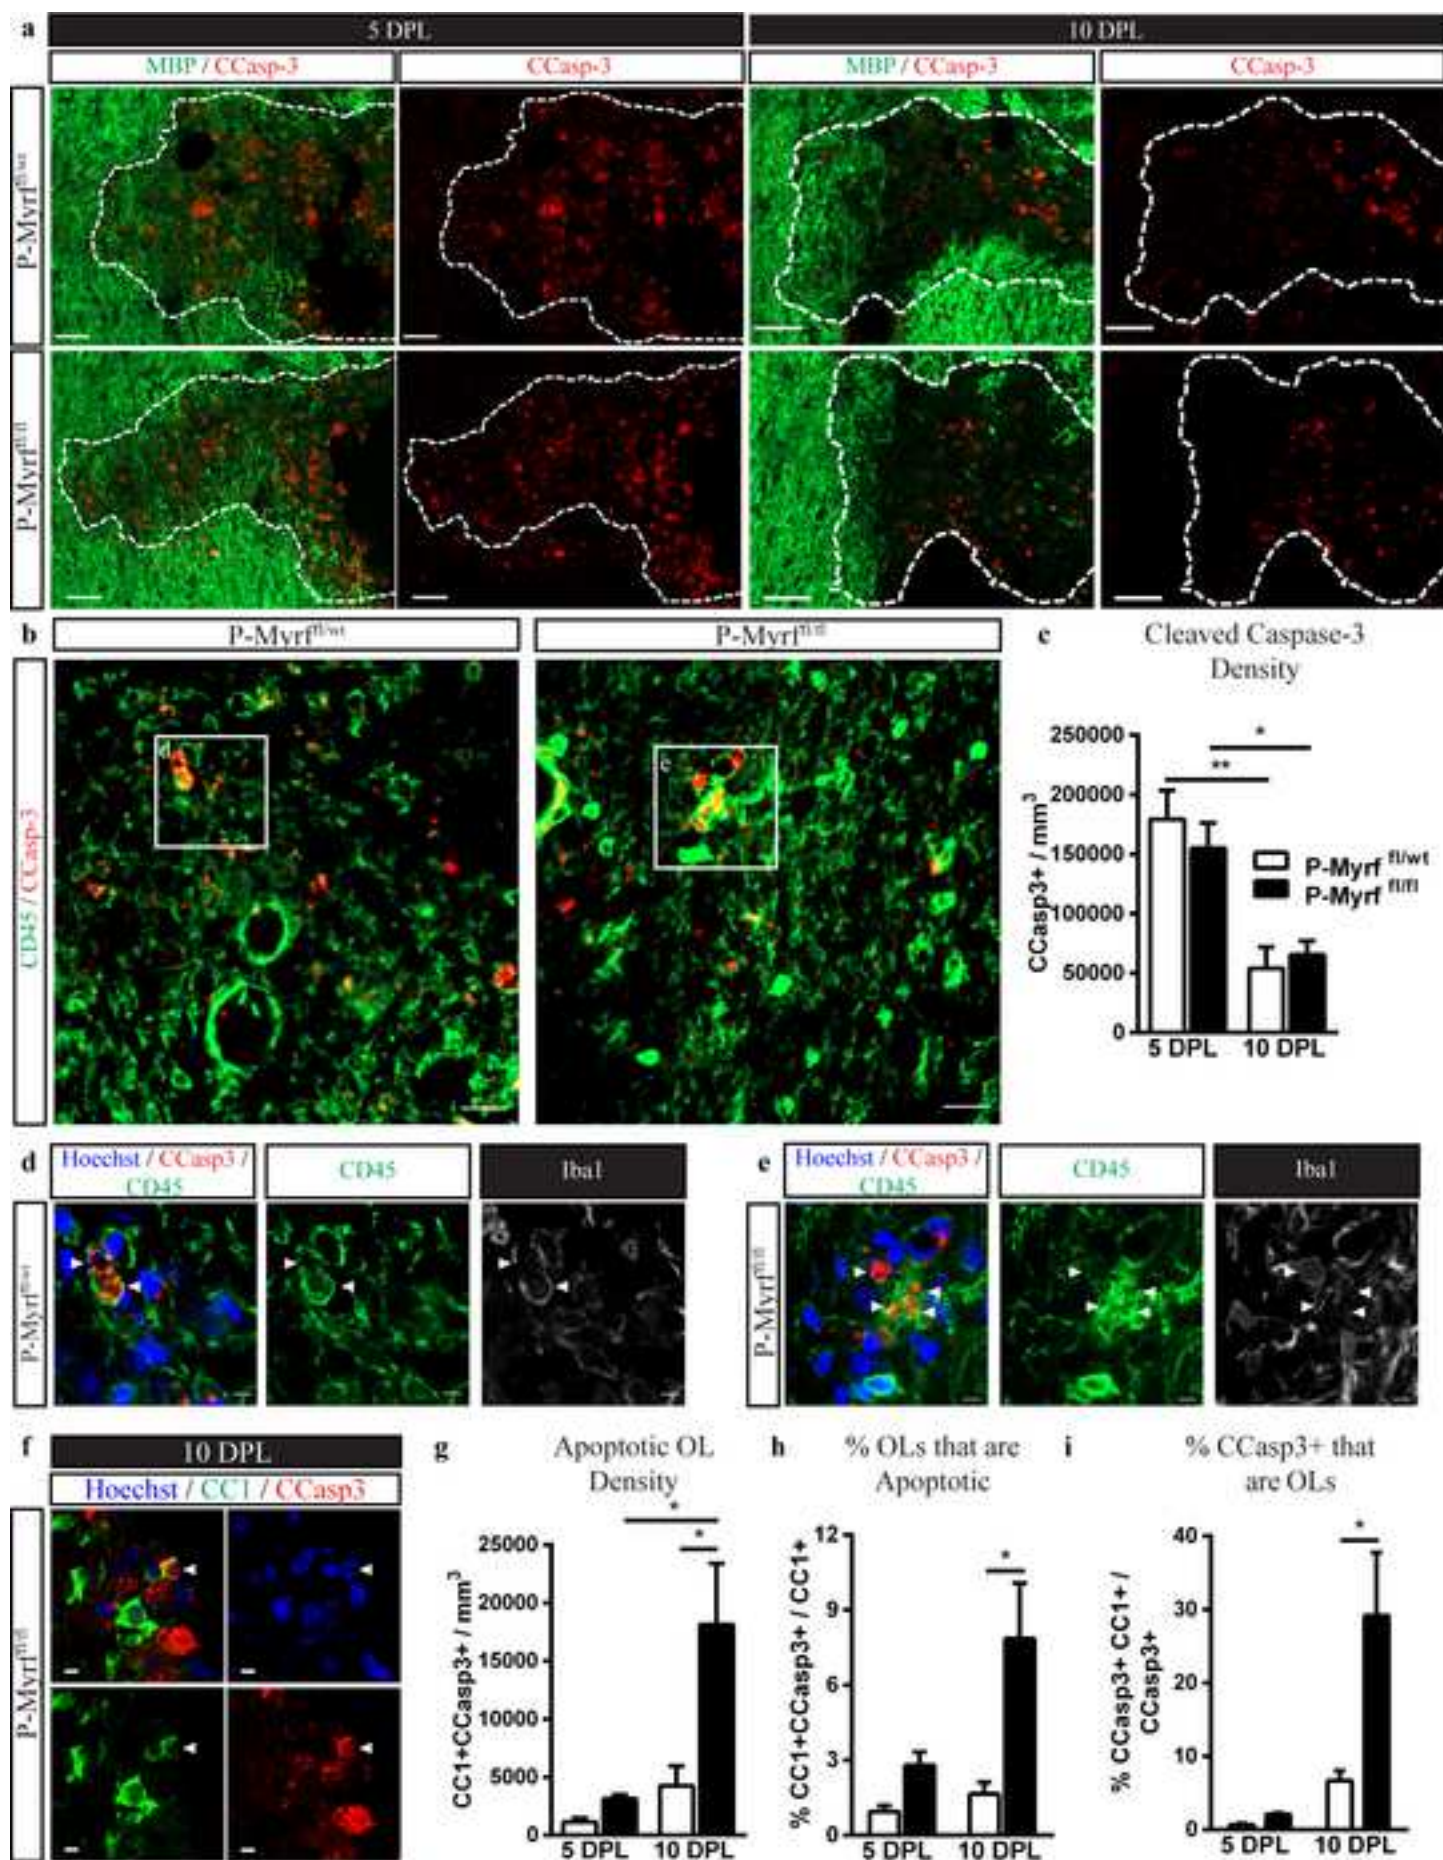 a
5 DPL
10 DPL
MBP / CCasp-3
CCasp-3
MBP / CCasp-3
CCasp-3
P-Myrf fl/wt
P-Myrf fl/fl
b
P-Myrf fl/wt
P-Myrf fl/fl
CD45 / CCasp-3
d
e
c
Cleaved Caspase-3
Density
CCasp3+ / mm³
250000
200000
150000
100000
50000
0
*
**
P-Myrf fl/wt
P-Myrf fl/fl
5 DPL
10 DPL
d
Hoechst / CCasp3 /
CD45
CD45
Iba1
P-Myrf fl/wt
e
Hoechst / CCasp3 /
CD45
CD45
Iba1
P-Myrf fl/fl
f
10 DPL
Hoechst / CC1 / CCasp3
P-Myrf fl/fl
g
Apoptotic OL
Density
CC1+CCasp3+ / mm³
25000
20000
15000
10000
5000
0
*
*
5 DPL
10 DPL
h
% OLs that are
Apoptotic
% CC1+CCasp3+ / CC1+
12
9
6
3
0
*
5 DPL
10 DPL
i
% CCasp3+ that
are OLs
% CCasp3+ CC1+ /
CCasp3+
40
30
20
10
0
*
5 DPL
10 DPL